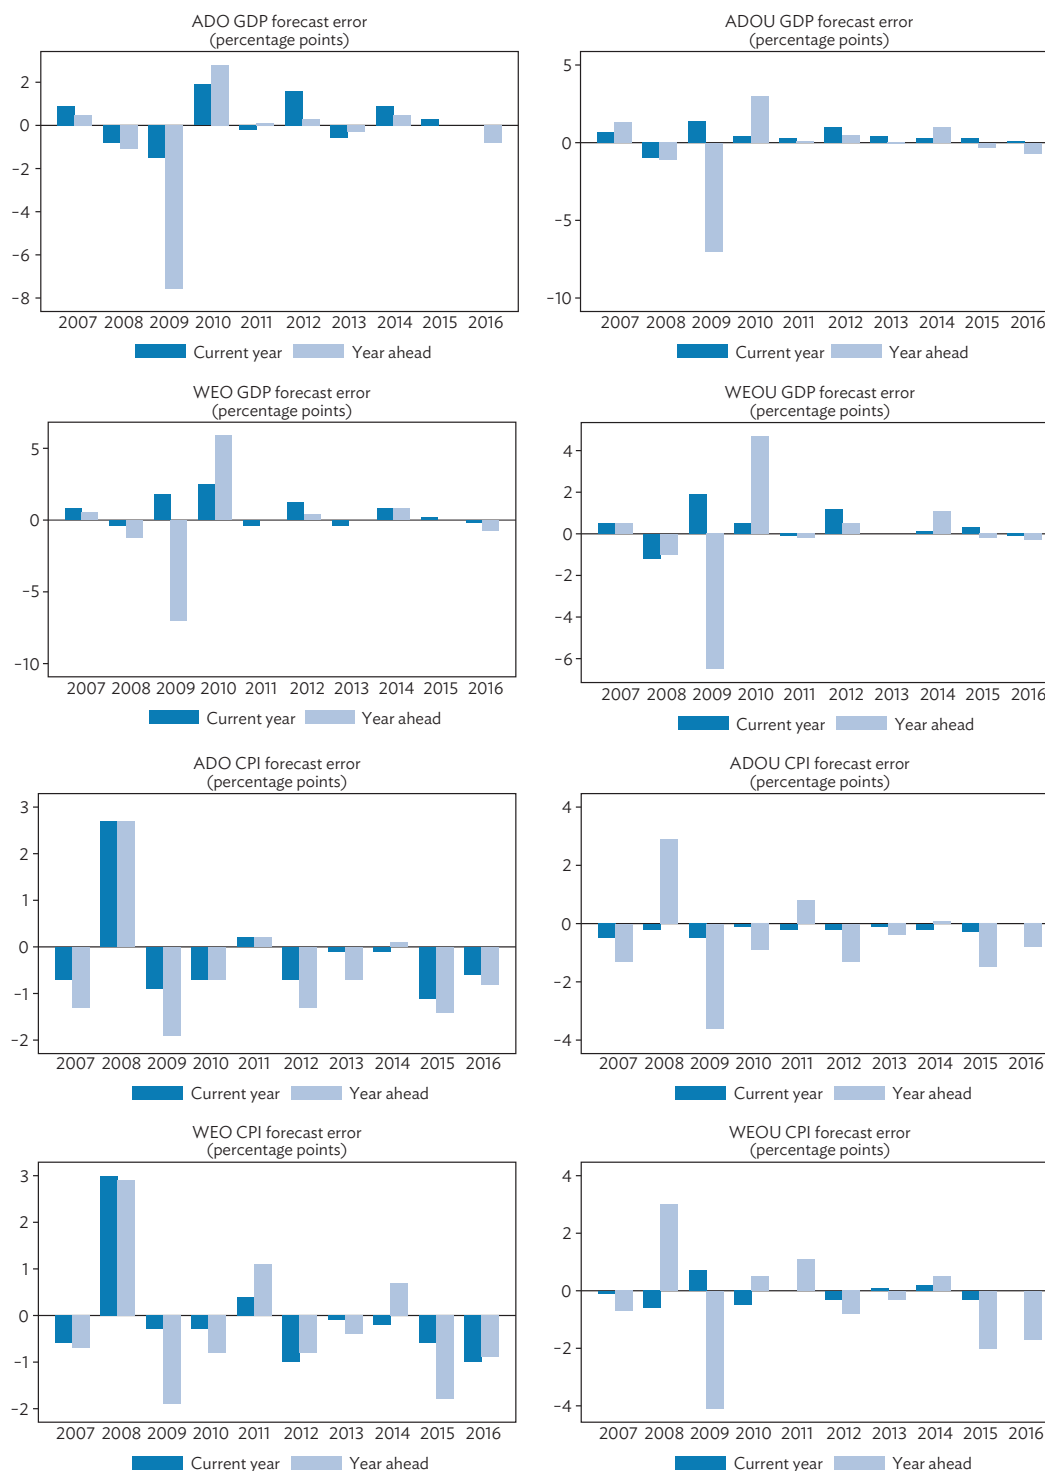 ADO GDP forecast error
(percentage points)
2
0
−2
−4
−6
−8
2007 2008 2009 2010 2011 2012 2013 2014 2015 2016
Current year Year ahead
ADOU GDP forecast error
(percentage points)
5
0
−5
−10
2007 2008 2009 2010 2011 2012 2013 2014 2015 2016
Current year Year ahead
WEO GDP forecast error
(percentage points)
5
0
−5
−10
2007 2008 2009 2010 2011 2012 2013 2014 2015 2016
Current year Year ahead
WEOU GDP forecast error
(percentage points)
4
2
0
−2
−4
−6
2007 2008 2009 2010 2011 2012 2013 2014 2015 2016
Current year Year ahead
ADO CPI forecast error
(percentage points)
3
2
1
0
−1
−2
2007 2008 2009 2010 2011 2012 2013 2014 2015 2016
Current year Year ahead
ADOU CPI forecast error
(percentage points)
4
2
0
−2
−4
2007 2008 2009 2010 2011 2012 2013 2014 2015 2016
Current year Year ahead
WEO CPI forecast error
(percentage points)
3
2
1
0
−1
−2
2007 2008 2009 2010 2011 2012 2013 2014 2015 2016
Current year Year ahead
WEOU CPI forecast error
(percentage points)
4
2
0
−2
−4
2007 2008 2009 2010 2011 2012 2013 2014 2015 2016
Current year Year ahead